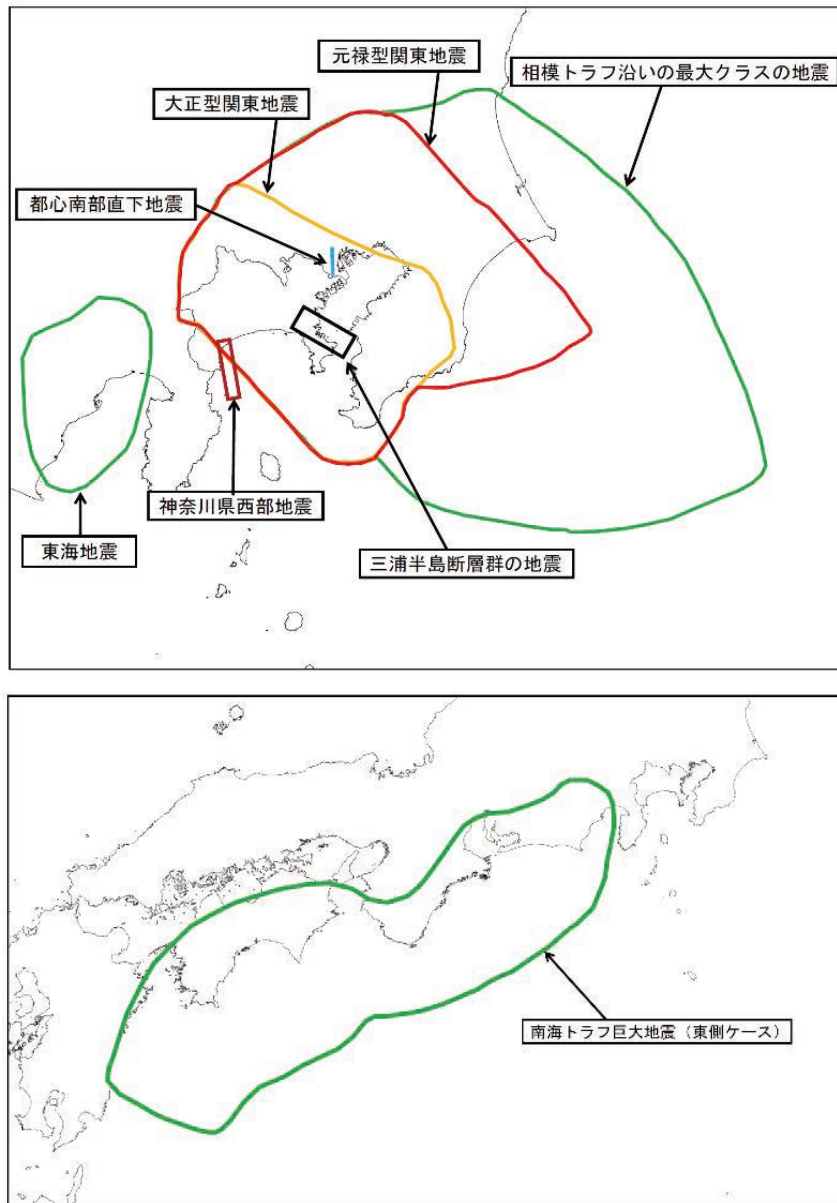 元禄型関東地震
相模トラフ沿いの最大クラスの地震
大正型関東地震
都心南部直下地震
神奈川県西部地震
東海地震
三浦半島断層群の地震
南海トラフ巨大地震（東側ケース）